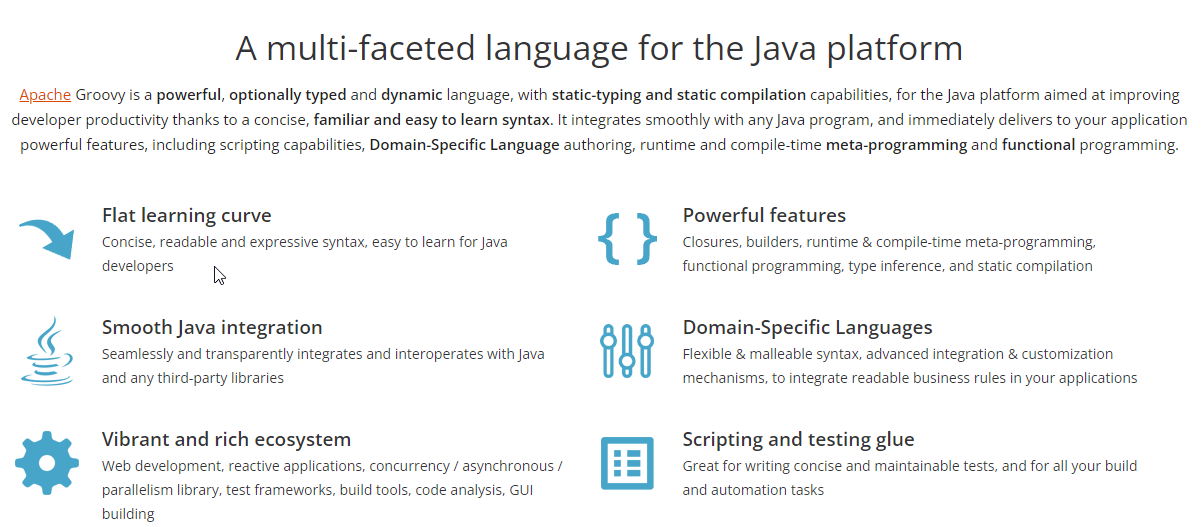 A multi-faceted language for the Java platform
Apache Groovy is a powerful, optionally typed and dynamic language, with static-typing and static compilation capabilities, for the Java platform aimed at improving
developer productivity thanks to a concise, familiar and easy to learn syntax. It integrates smoothly with any Java program, and immediately delivers to your application
powerful features, including scripting capabilities, Domain-Specific Language authoring, runtime and compile-time meta-programming and functional programming.
Flat learning curve
Concise, readable and expressive syntax, easy to learn for Java
developers
Powerful features
Closures, builders, runtime & compile-time meta-programming,
functional programming, type inference, and static compilation
Smooth Java integration
Seamlessly and transparently integrates and interoperates with Java
and any third-party libraries
Domain-Specific Languages
Flexible & malleable syntax, advanced integration & customization
mechanisms, to integrate readable business rules in your applications
Vibrant and rich ecosystem
Web development, reactive applications, concurrency / asynchronous /
parallelism library, test frameworks, build tools, code analysis, GUI
building
Scripting and testing glue
Great for writing concise and maintainable tests, and for all your build
and automation tasks